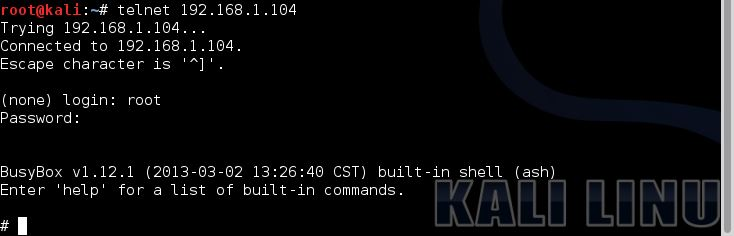 root@kali:~# telnet 192.168.1.104
Trying 192.168.1.104...
Connected to 192.168.1.104.
Escape character is '^]'.
(none) login: root
Password:
BusyBox v1.12.1 (2013-03-02 13:26:40 CST) built-in shell (ash)
Enter 'help' for a list of built-in commands.
KALI LINU
#